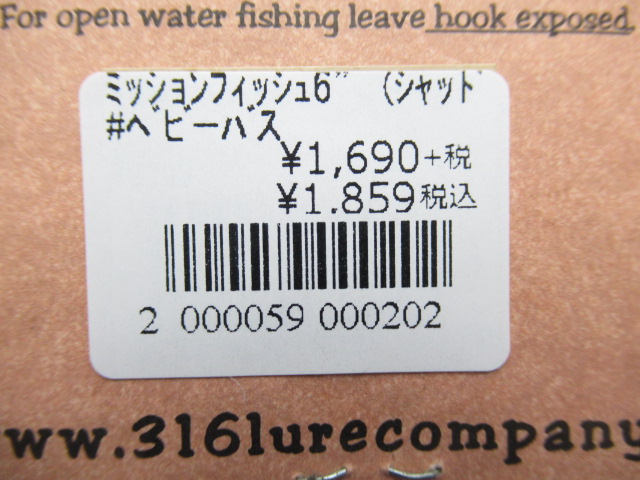 For open water fishing leave hook exposed
ミッションフィッシュ6" (シャッド
#ベビーバス
¥1,690+税
¥1.859税込
2 000059 000202
ww.316lurecompany